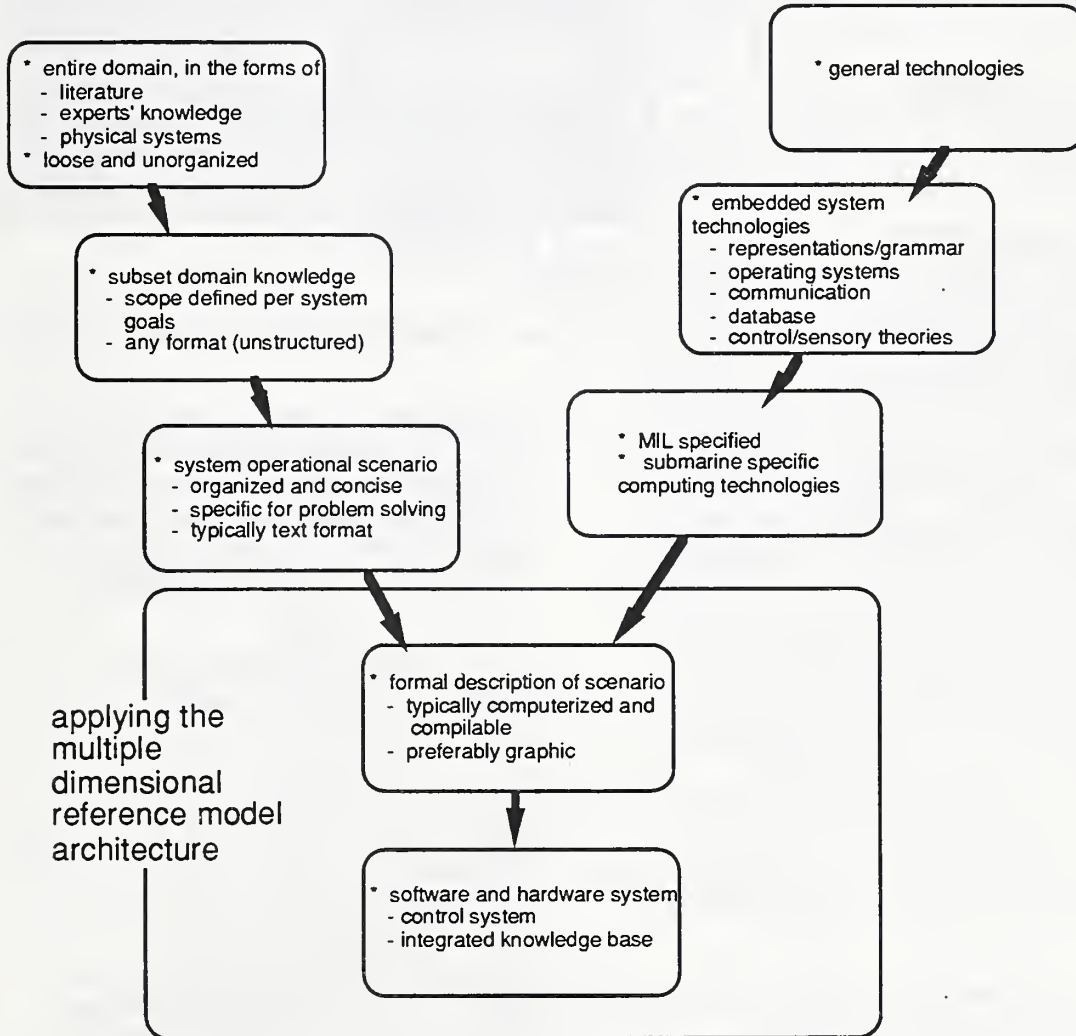 * entire domain, in the forms of
- literature
- experts' knowledge
- physical systems
* loose and unorganized
* general technologies
* subset domain knowledge
- scope defined per system
goals
- any format (unstructured)
* embedded system
technologies
- representations/grammar
- operating systems
- communication
- database
- control/sensory theories
* system operational scenario
- organized and concise
- specific for problem solving
- typically text format
* MIL specified
* submarine specific
computing technologies
applying the
multiple
dimensional
reference model
architecture
* formal description of scenario
- typically computerized and
compilable
- preferably graphic
* software and hardware system
- control system
- integrated knowledge base